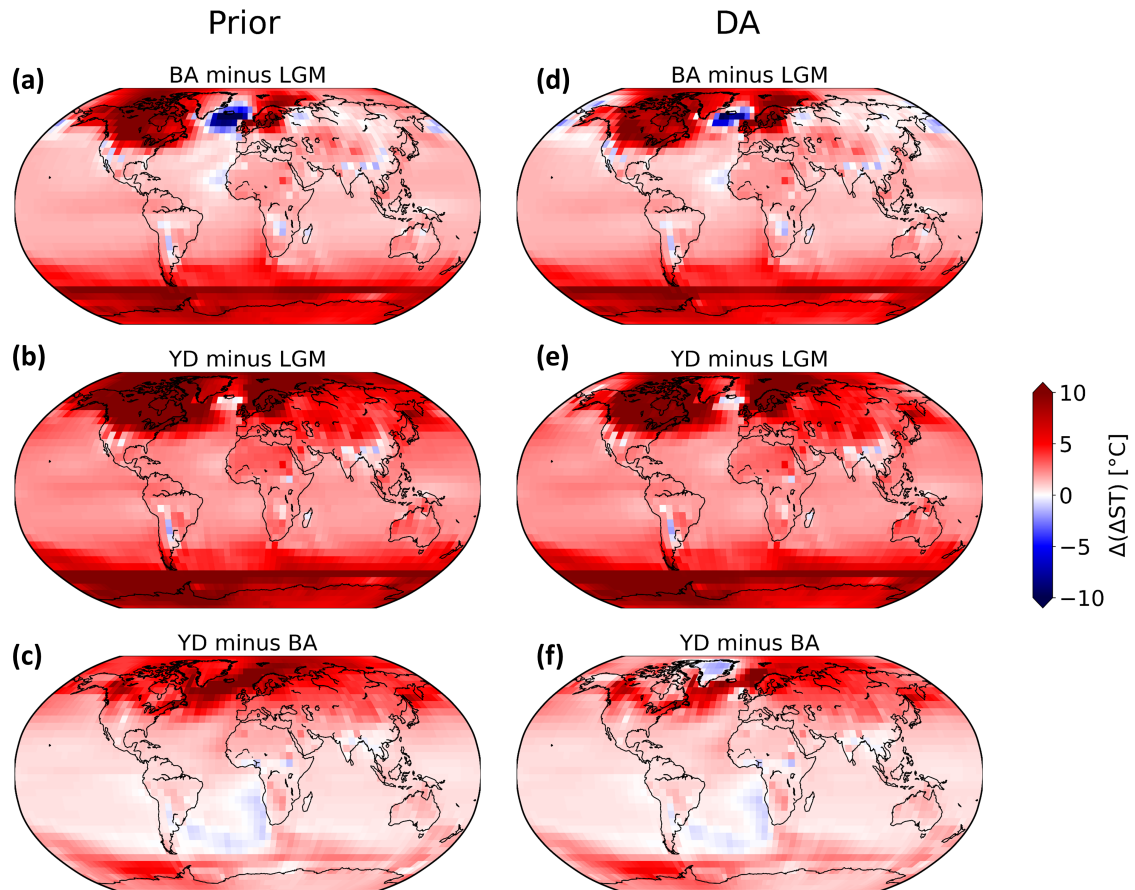 Prior
DA
(a)
BA minus LGM
(d)
BA minus LGM
(b)
YD minus LGM
(e)
YD minus LGM
10
5
0
−5
−10
Δ(ΔST) [°C]
(c)
YD minus BA
(f)
YD minus BA